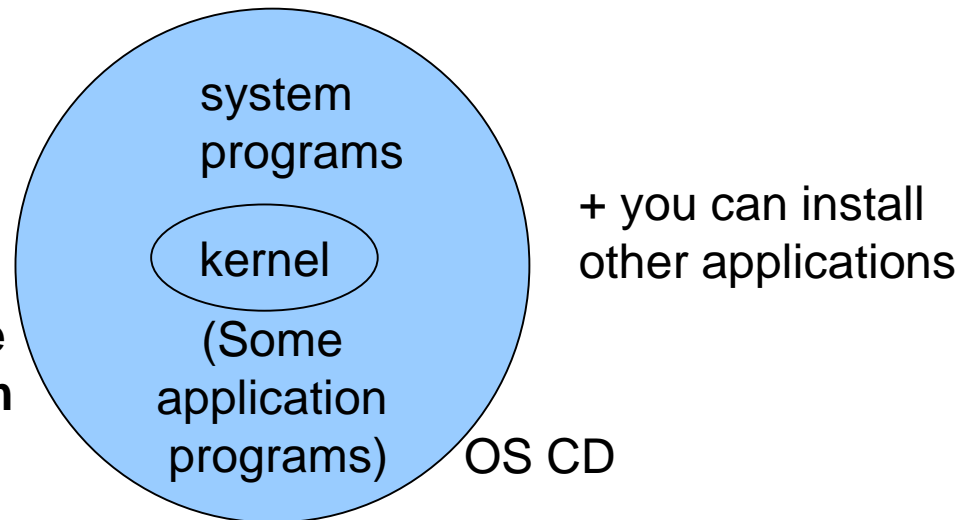 system
programs
+ you can install
kernel
other applications
(Some
application
programs)
OS CD